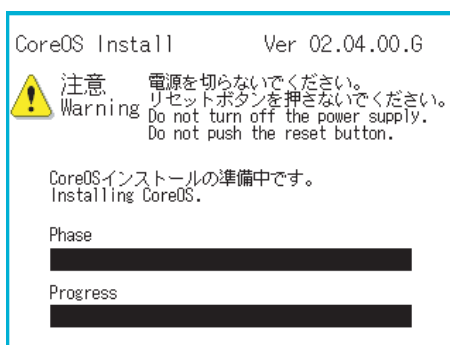 CoreOS Install Ver 02.04.00.G
注意 電源を切らないでください。
Warning リセットボタンを押さないでください。
Do not turn off the power supply.
Do not push the reset button.
CoreOSインストールの準備中です。
Installing CoreOS.
Phase
Progress